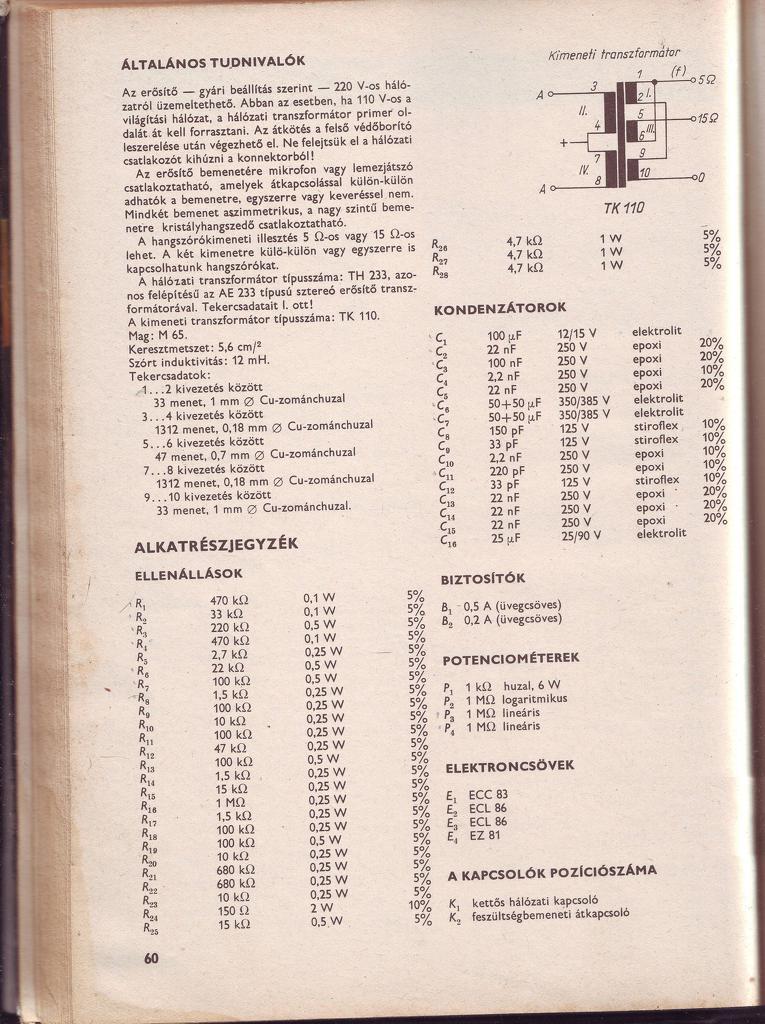 ÁLTALÁNOS TUDNIVALÓK
Az erősítő — gyári beállítás szerint — 220 V-os háló-
zatról üzemeltethető. Abban az esetben, ha 110 V-os a
világítási hálózat, a hálózati transzformátor primer ol-
dalát át kell forrasztani. Az átkötés a felső védőborító
leszerelése után végezhető el. Ne felejtsük el a hálózati
csatlakozót kihúzni a konnektorból!
Az erősítő bemenetére mikrofon vagy lemezjátszó
csatlakoztatható, amelyek átkapcsolással külön-külön
adhatók a bemenetre, egyszerre vagy keveréssel nem.
Mindkét bemenet aszimmetrikus, a nagy szintű beme-
netre kristályhangszedő csatlakoztatható.
A hangszórókimeneti illesztés 5 Ω-os vagy 15 Ω-os
lehet. A két kimenetre külö-külön vagy egyszerre is
kapcsolhatunk hangszórókat.
A hálózati transzformátor típusszáma: TH 233, azo-
nos felépítésű az AE 233 típusú sztereó erősítő transz-
formátorával. Tekercsadatait l. ott!
A kimeneti transzformátor típusszáma: TK 110.
Mag: M 65.
Keresztmetszet: 5,6 cm/²
Szórt induktivitás: 12 mH.
Tekercsadatok:
1...2 kivezetés között
33 menet, 1 mm ∅ Cu-zománchuzal
3...4 kivezetés között
1312 menet, 0,18 mm ∅ Cu-zománchuzal
5...6 kivezetés között
47 menet, 0,7 mm ∅ Cu-zománchuzal
7...8 kivezetés között
1312 menet, 0,18 mm ∅ Cu-zománchuzal
9...10 kivezetés között
33 menet, 1 mm ∅ Cu-zománchuzal.
ALKATRÉSZJEGYZÉK
ELLENÁLLÁSOK
R₁ 470 kΩ 0,1 W 5%
R₂ 33 kΩ 0,1 W 5%
R₃ 220 kΩ 0,5 W 5%
R₄ 470 kΩ 0,1 W 5%
R₅ 2,7 kΩ 0,25 W 5%
R₆ 22 kΩ 0,5 W 5%
R₇ 100 kΩ 0,5 W 5%
R₈ 1,5 kΩ 0,25 W 5%
R₉ 100 kΩ 0,25 W 5%
R₁₀ 10 kΩ 0,25 W 5%
R₁₁ 100 kΩ 0,25 W 5%
R₁₂ 47 kΩ 0,25 W 5%
R₁₃ 100 kΩ 0,5 W 5%
R₁₄ 1,5 kΩ 0,25 W 5%
R₁₅ 15 kΩ 0,25 W 5%
R₁₆ 1 MΩ 0,25 W 5%
R₁₇ 1,5 kΩ 0,25 W 5%
R₁₈ 100 kΩ 0,25 W 5%
R₁₉ 100 kΩ 0,5 W 5%
R₂₀ 10 kΩ 0,25 W 5%
R₂₁ 680 kΩ 0,25 W 5%
R₂₂ 680 kΩ 0,25 W 5%
R₂₃ 10 kΩ 0,25 W 5%
R₂₄ 150 Ω 2 W 10%
R₂₅ 15 kΩ 0,5 W 5%
60
Kimeneti transzformátor
1 (f) 5Ω
A 3 2 I.
II. 5 15Ω
4 6 III.
+ 7 9
IV. 10 0
A 8
TK 110
R₂₆ 4,7 kΩ 1 W 5%
R₂₇ 4,7 kΩ 1 W 5%
R₂₈ 4,7 kΩ 1 W 5%
KONDENZÁTOROK
C₁ 100 μF 12/15 V elektrolit
C₂ 22 nF 250 V epoxi 20%
C₃ 100 nF 250 V epoxi 20%
C₄ 2,2 nF 250 V epoxi 10%
C₅ 22 nF 250 V epoxi 20%
C₆ 50+50 μF 350/385 V elektrolit
C₇ 50+50 μF 350/385 V elektrolit
C₈ 150 pF 125 V stiroflex 10%
C₉ 33 pF 125 V stiroflex 10%
C₁₀ 2,2 nF 250 V epoxi 10%
C₁₁ 220 pF 250 V epoxi 10%
C₁₂ 33 pF 125 V stiroflex 10%
C₁₃ 22 nF 250 V epoxi 20%
C₁₄ 22 nF 250 V epoxi 20%
C₁₅ 22 nF 250 V epoxi 20%
C₁₆ 25 μF 25/90 V elektrolit
BIZTOSÍTÓK
B₁ 0,5 A (üvegcsöves)
B₂ 0,2 A (üvegcsöves)
POTENCIOMÉTEREK
P₁ 1 kΩ huzal, 6 W
P₂ 1 MΩ logaritmikus
P₃ 1 MΩ lineáris
P₄ 1 MΩ lineáris
ELEKTRONCSÖVEK
E₁ ECC 83
E₂ ECL 86
E₃ ECL 86
E₄ EZ 81
A KAPCSOLÓK POZÍCIÓSZÁMA
K₁ kettős hálózati kapcsoló
K₂ feszültségbemeneti átkapcsoló